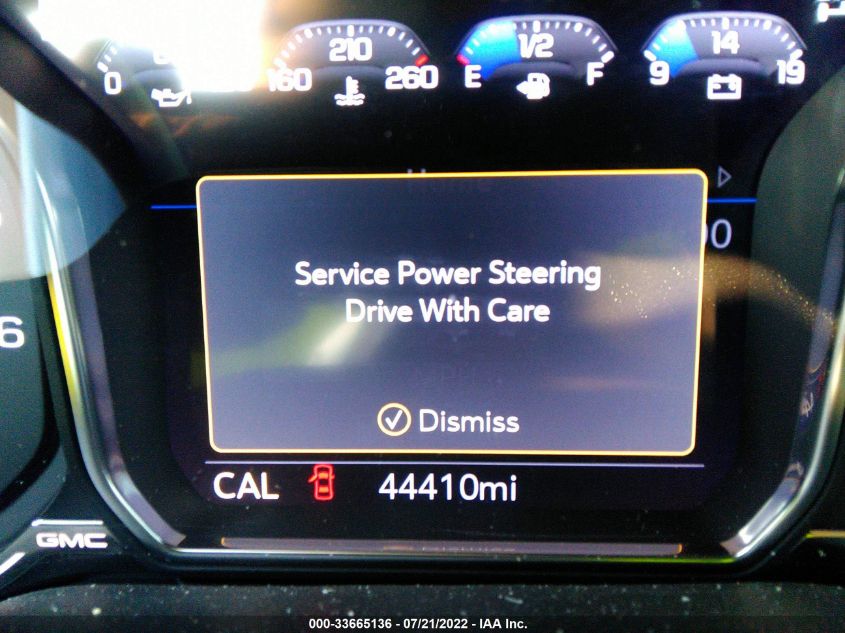 210
1/2
14
0
160
260
E
F
9
19
Service Power Steering
Drive With Care
Dismiss
6
CAL
44410mi
GMC
000-33665136 - 07/21/2022 - IAA Inc.